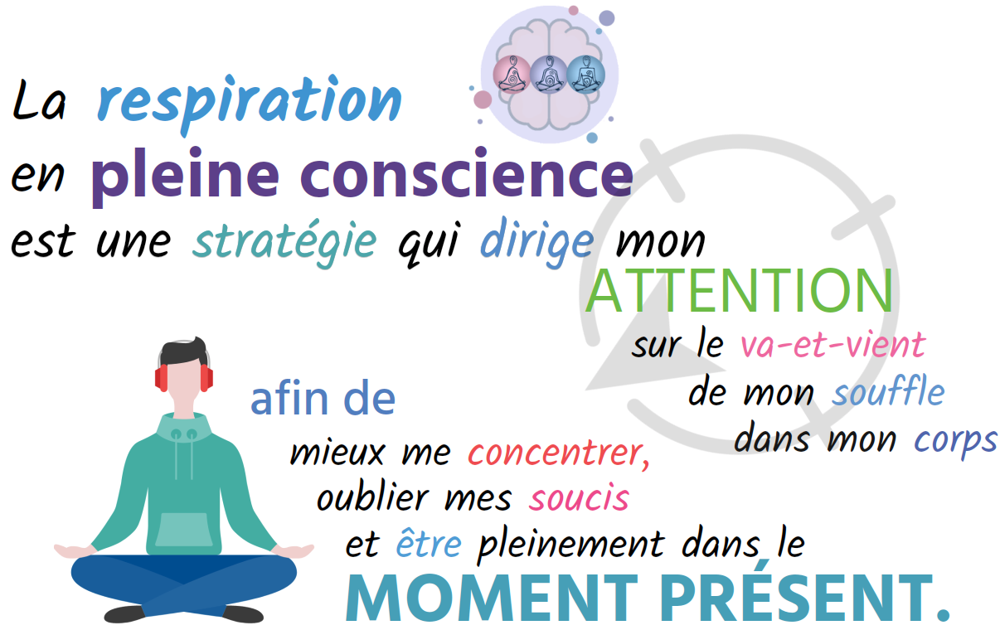 La respiration
en pleine conscience
est une stratégie qui dirige mon
ATTENTION
sur le va-et-vient
de mon souffle
dans mon corps
afin de
mieux me concentrer,
oublier mes soucis
et être pleinement dans le
MOMENT PRÉSENT.